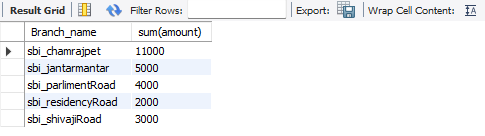 Result Grid Filter Rows: Export: Wrap Cell Content: IA
Branch_name sum(amount)
sbi_chamrajpet 11000
sbi_jantarmantar 5000
sbi_parlimentRoad 4000
sbi_residencyRoad 2000
sbi_shivajiRoad 3000